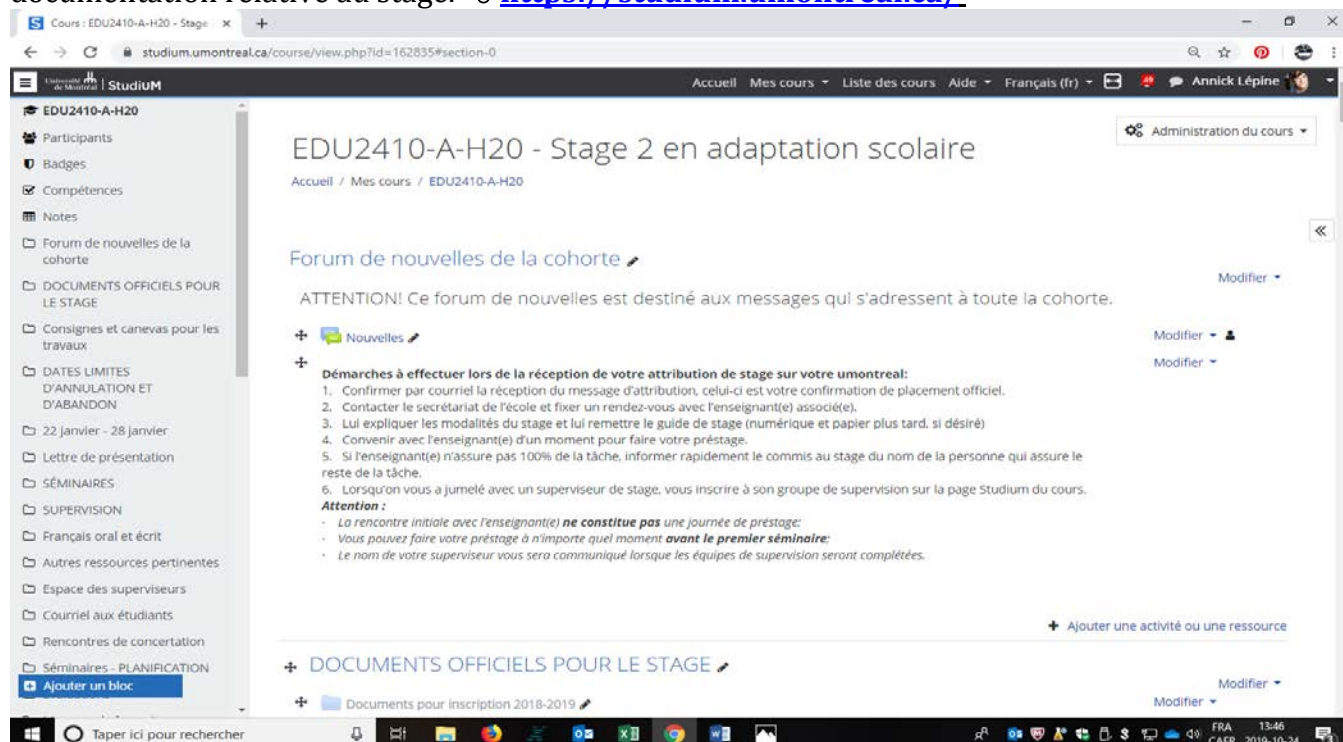 documentation relative au stage. o https://studium.umontreal.ca/
Cours : EDU2410-A-H20 - Stage
studium.umontreal.ca/course/view.php?id=162835#section-0
Université de Montréal | StudiUM
Accueil Mes cours Liste des cours Aide Français (fr) Annick Lépine
EDU2410-A-H20
Participants
Badges
Compétences
Notes
Forum de nouvelles de la
cohorte
DOCUMENTS OFFICIELS POUR
LE STAGE
Consignes et canevas pour les
travaux
DATES LIMITES
D'ANNULATION ET
D'ABANDON
22 janvier - 28 janvier
Lettre de présentation
SÉMINAIRES
SUPERVISION
Français oral et écrit
Autres ressources pertinentes
Espace des superviseurs
Courriel aux étudiants
Rencontres de concertation
Séminaires - PLANIFICATION
Ajouter un bloc
Administration du cours
EDU2410-A-H20 - Stage 2 en adaptation scolaire
Accueil / Mes cours / EDU2410-A-H20
Forum de nouvelles de la cohorte
Modifier
ATTENTION! Ce forum de nouvelles est destiné aux messages qui s'adressent à toute la cohorte.
Nouvelles
Modifier
Modifier
Démarches à effectuer lors de la réception de votre attribution de stage sur votre umontreal:
1. Confirmer par courriel la réception du message d'attribution, celui-ci est votre confirmation de placement officiel.
2. Contacter le secrétariat de l'école et fixer un rendez-vous avec l'enseignant(e) associé(e).
3. Lui expliquer les modalités du stage et lui remettre le guide de stage (numérique et papier plus tard, si désiré)
4. Convenir avec l'enseignant(e) d'un moment pour faire votre préstage.
5. Si l'enseignant(e) n'assure pas 100% de la tâche, informer rapidement le commis au stage du nom de la personne qui assure le
reste de la tâche.
6. Lorsqu'on vous a jumelé avec un superviseur de stage, vous inscrire à son groupe de supervision sur la page Studium du cours.
Attention :
· La rencontre initiale avec l'enseignant(e) ne constitue pas une journée de préstage;
· Vous pouvez faire votre préstage à n'importe quel moment avant le premier séminaire;
· Le nom de votre superviseur vous sera communiqué lorsque les équipes de supervision seront complétées.
Ajouter une activité ou une ressource
DOCUMENTS OFFICIELS POUR LE STAGE
Modifier
Documents pour inscription 2018-2019
Modifier
Taper ici pour rechercher
FRA 13:46
CAFR 2019-10-24